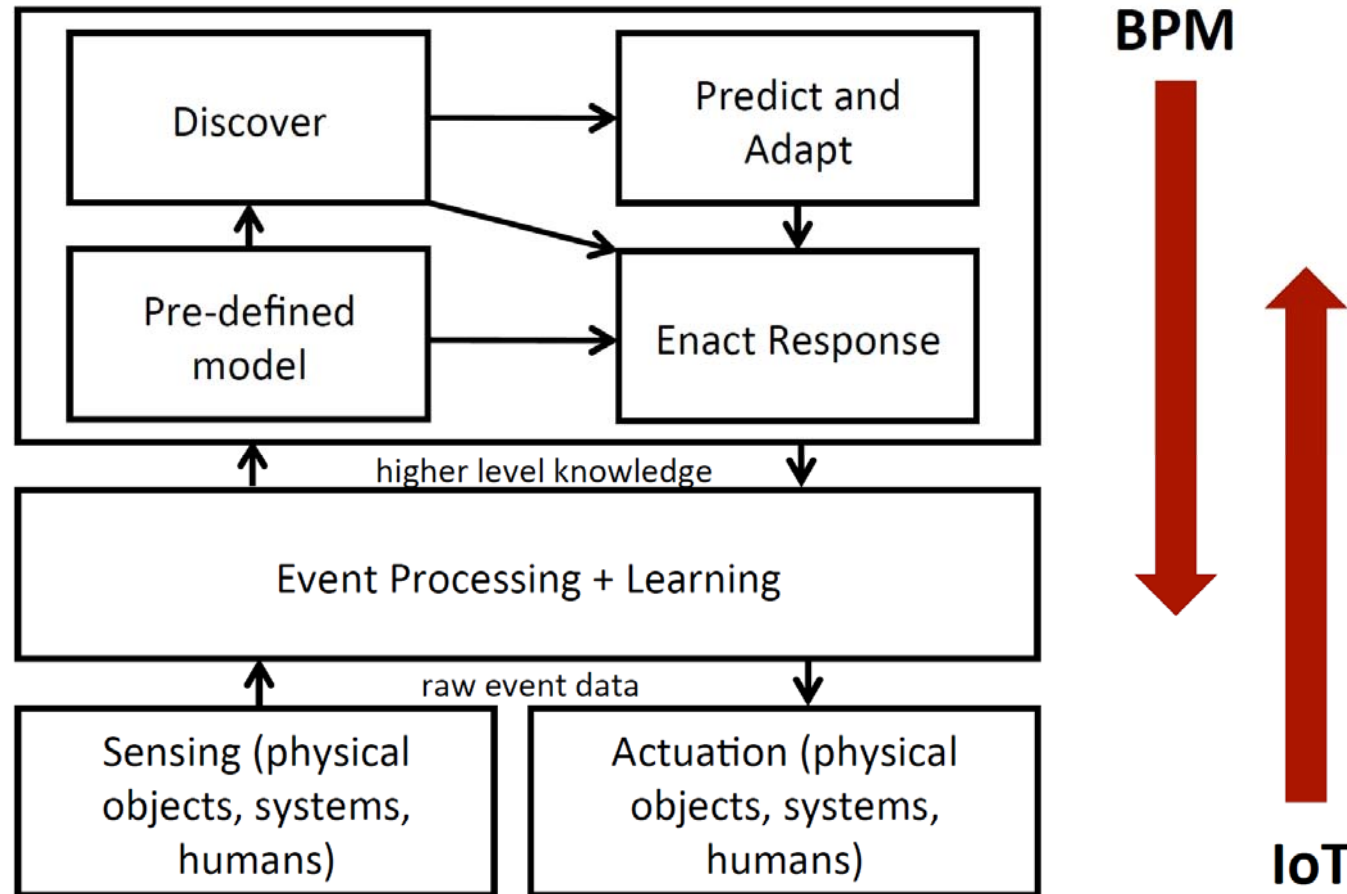 BPM
Discover
Predict and
Adapt
Pre-defined
model
Enact Response
higher level knowledge
Event Processing + Learning
raw event data
Sensing (physical
objects, systems,
humans)
Actuation (physical
objects, systems,
humans)
IoT